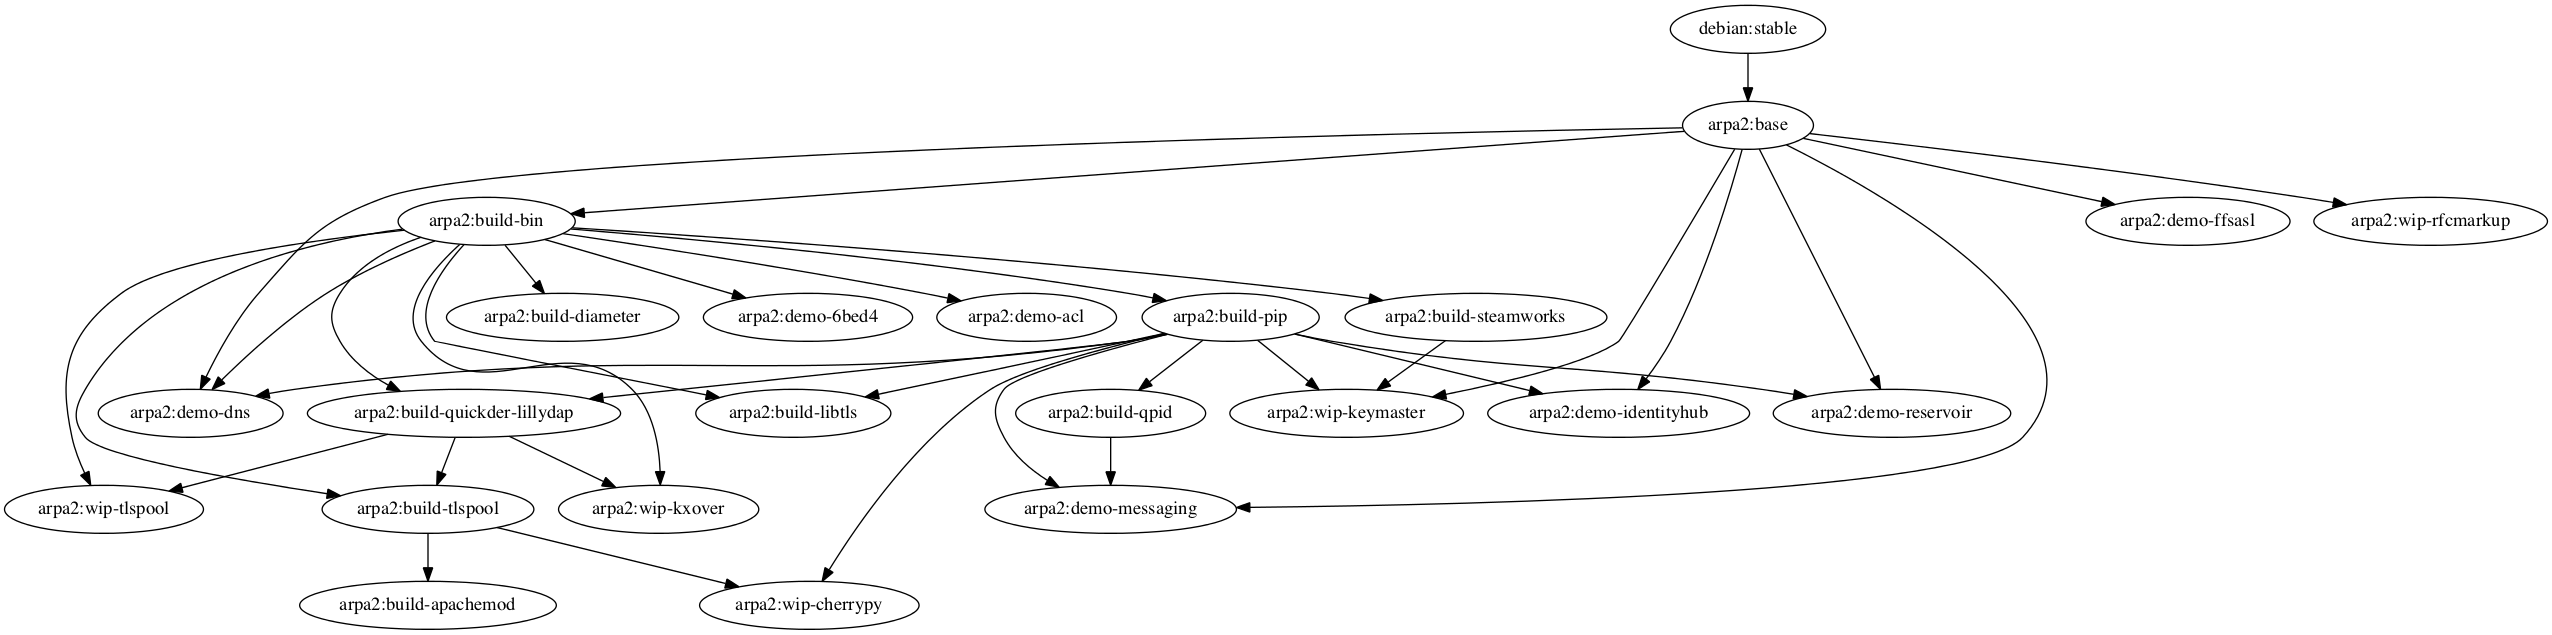 debian:stable
arpa2:base
arpa2:build-bin
arpa2:demo-ffsasl
arpa2:wip-rfcmarkup
arpa2:build-diameter
arpa2:demo-6bed4
arpa2:demo-acl
arpa2:build-pip
arpa2:build-steamworks
arpa2:demo-dns
arpa2:build-quickder-lillydap
arpa2:build-libtls
arpa2:build-qpid
arpa2:wip-keymaster
arpa2:demo-identityhub
arpa2:demo-reservoir
arpa2:wip-tlspool
arpa2:build-tlspool
arpa2:wip-kxover
arpa2:demo-messaging
arpa2:build-apachemod
arpa2:wip-cherrypy